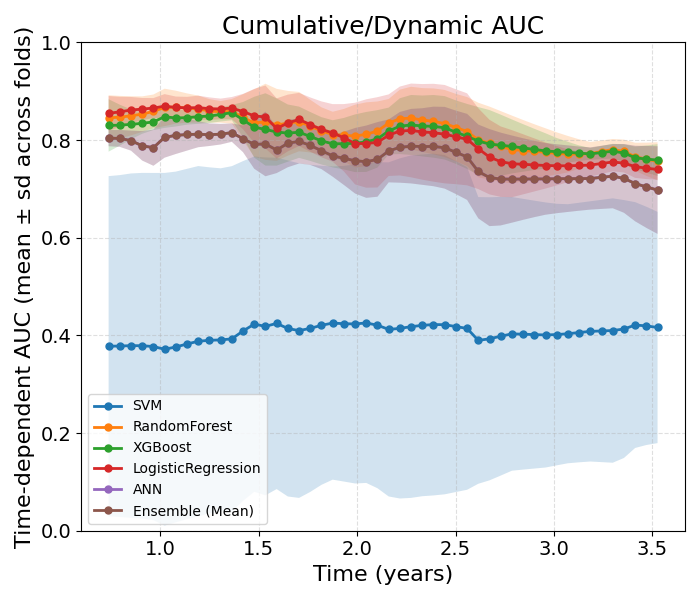 Cumulative/Dynamic AUC
Time-dependent AUC (mean ± sd across folds)
1.0
0.8
0.6
0.4
0.2
0.0
SVM
RandomForest
XGBoost
LogisticRegression
ANN
Ensemble (Mean)
1.0 1.5 2.0 2.5 3.0 3.5
Time (years)